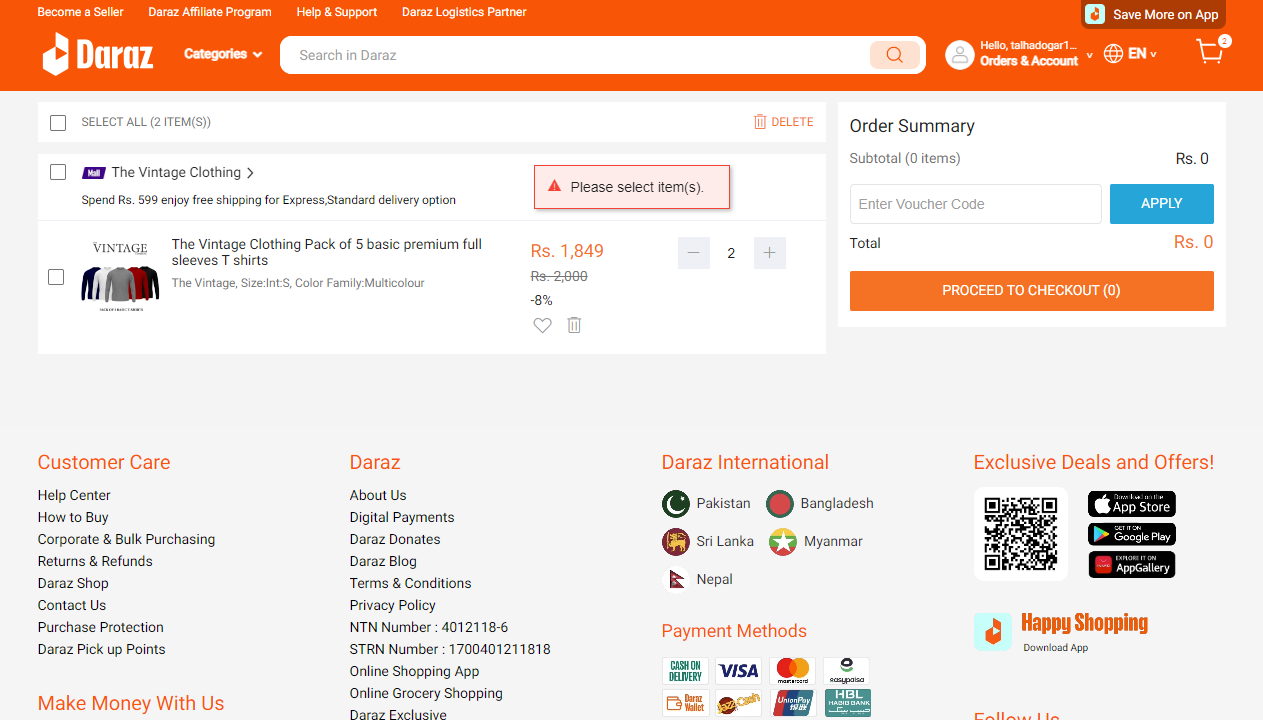 Become a Seller
Daraz Affiliate Program
Help & Support
Daraz Logistics Partner
Save More on App
Daraz
Categories
Search in Daraz
Hello, talhadogar1...
Orders & Account
EN
2
SELECT ALL (2 ITEM(S))
DELETE
Mall The Vintage Clothing
Spend Rs. 599 enjoy free shipping for Express,Standard delivery option
Please select item(s).
VINTAGE
The Vintage Clothing Pack of 5 basic premium full
sleeves T shirts
The Vintage, Size:Int:S, Color Family:Multicolour
Rs. 1,849
Rs. 2,000
-8%
2
Order Summary
Subtotal (0 items)
Rs. 0
Enter Voucher Code
APPLY
Total
Rs. 0
PROCEED TO CHECKOUT (0)
Customer Care
Help Center
How to Buy
Corporate & Bulk Purchasing
Returns & Refunds
Daraz Shop
Contact Us
Purchase Protection
Daraz Pick up Points
Make Money With Us
Daraz
About Us
Digital Payments
Daraz Donates
Daraz Blog
Terms & Conditions
Privacy Policy
NTN Number : 4012118-6
STRN Number : 1700401211818
Online Shopping App
Online Grocery Shopping
Daraz Exclusive
Daraz International
Pakistan
Bangladesh
Sri Lanka
Myanmar
Nepal
Payment Methods
CASH ON
DELIVERY
VISA
mastercard
easypaisa
Daraz
Wallet
JazzCash
UnionPay
HBL
HABIB BANK
Exclusive Deals and Offers!
Download on the
App Store
GET IT ON
Google Play
EXPLORE IT ON
AppGallery
Happy Shopping
Download App
Follow Us